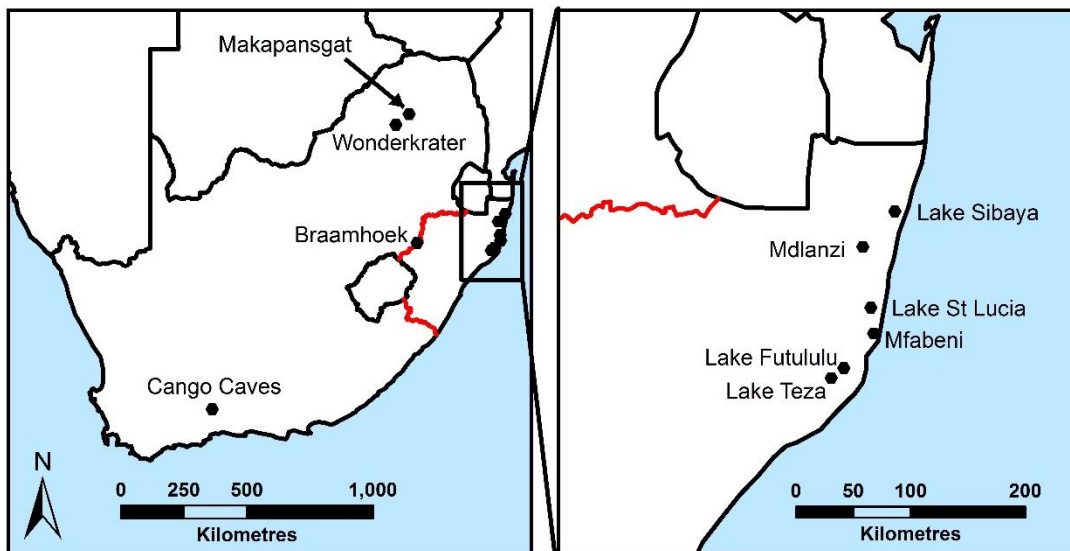 Makapansgat
Wonderkrater
Braamhoek
Cango Caves
N
0 250 500 1,000
Kilometres
Lake Sibaya
Mdlanzi
Lake St Lucia
Mfabeni
Lake Futululu
Lake Teza
0 50 100 200
Kilometres